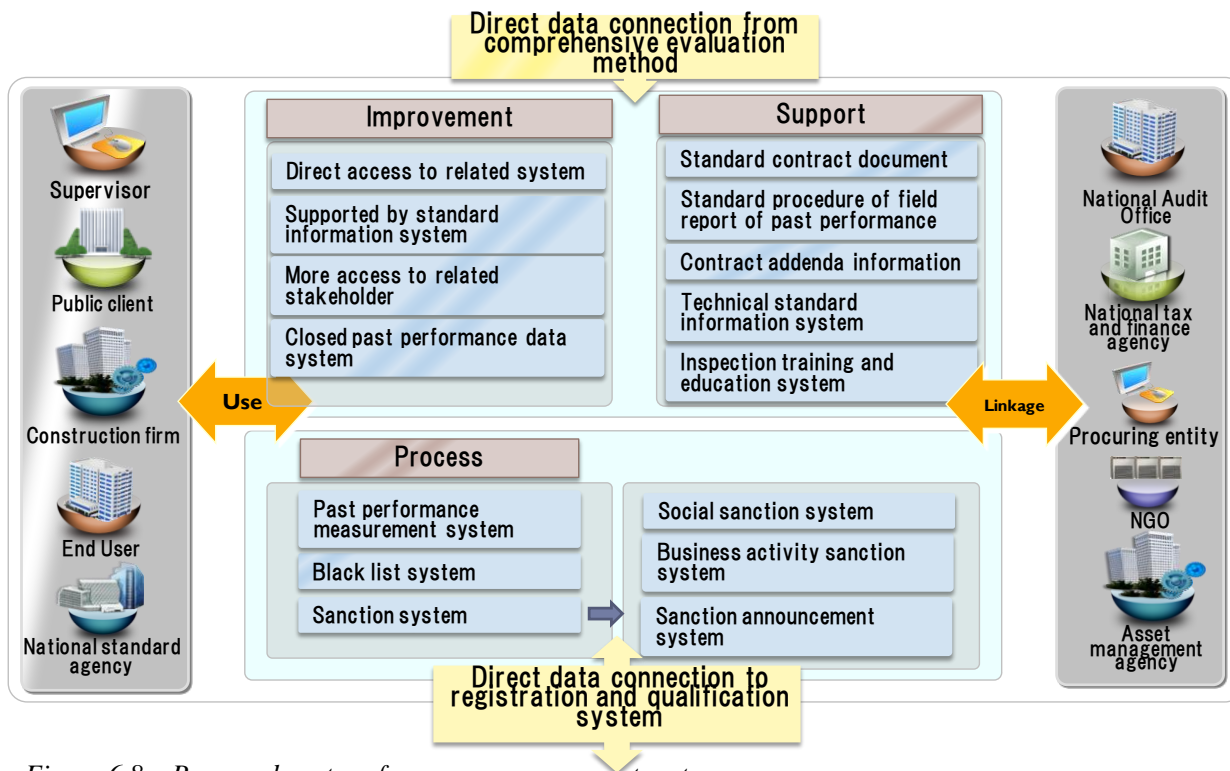 Direct data connection from
comprehensive evaluation
method
Supervisor
Public client
Construction firm
End User
National standard
agency
Use
Improvement
Direct access to related system
Supported by standard
information system
More access to related
stakeholder
Closed past performance data
system
Support
Standard contract document
Standard procedure of field
report of past performance
Contract addenda information
Technical standard
information system
Inspection training and
education system
Process
Past performance
measurement system
Black list system
Sanction system
Social sanction system
Business activity sanction
system
Sanction announcement
system
Linkage
National Audit
Office
National tax
and finance
agency
Procuring entity
NGO
Asset
management
agency
Direct data connection to
registration and qualification
system